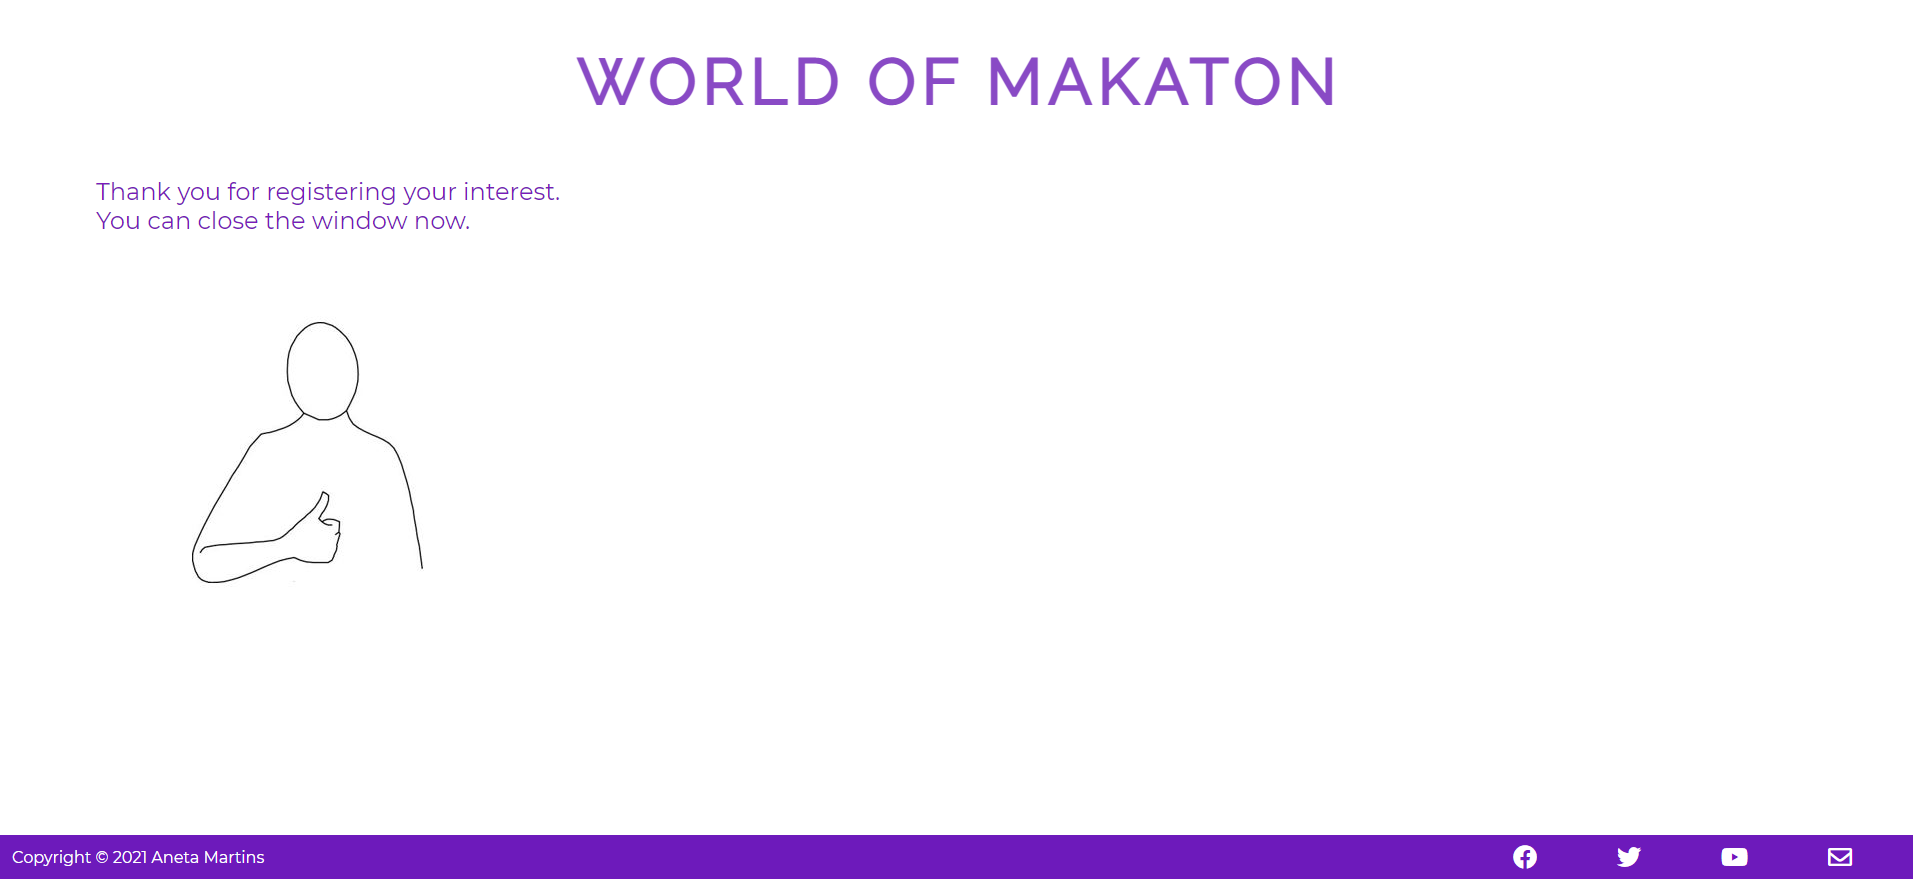 WORLD OF MAKATON
Thank you for registering your interest.
You can close the window now.
Copyright © 2021 Aneta Martins